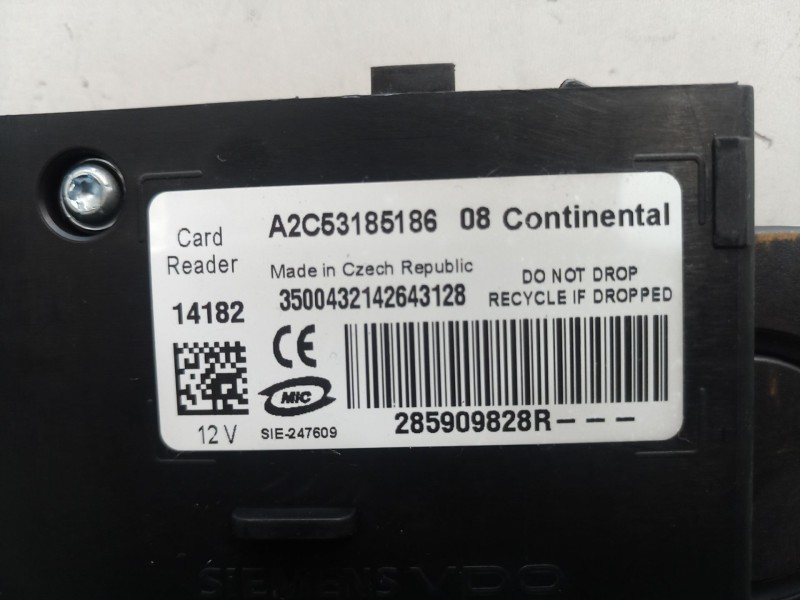 A2C53185186 08 Continental
Card
Reader
Made in Czech Republic
DO NOT DROP
14182
3500432142643128
RECYCLE IF DROPPED
CE
MIC
12 V
SIE-247609
285909828R- - -
SIEMENS VDO